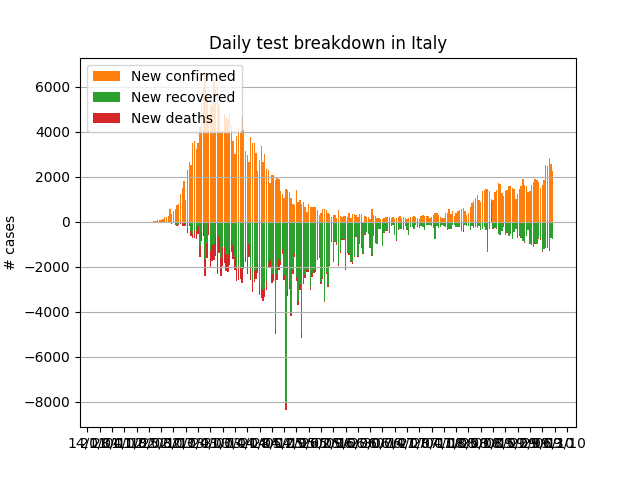 Daily test breakdown in Italy
New confirmed
New recovered
New deaths
6000
4000
2000
0
−2000
−4000
−6000
−8000
# cases